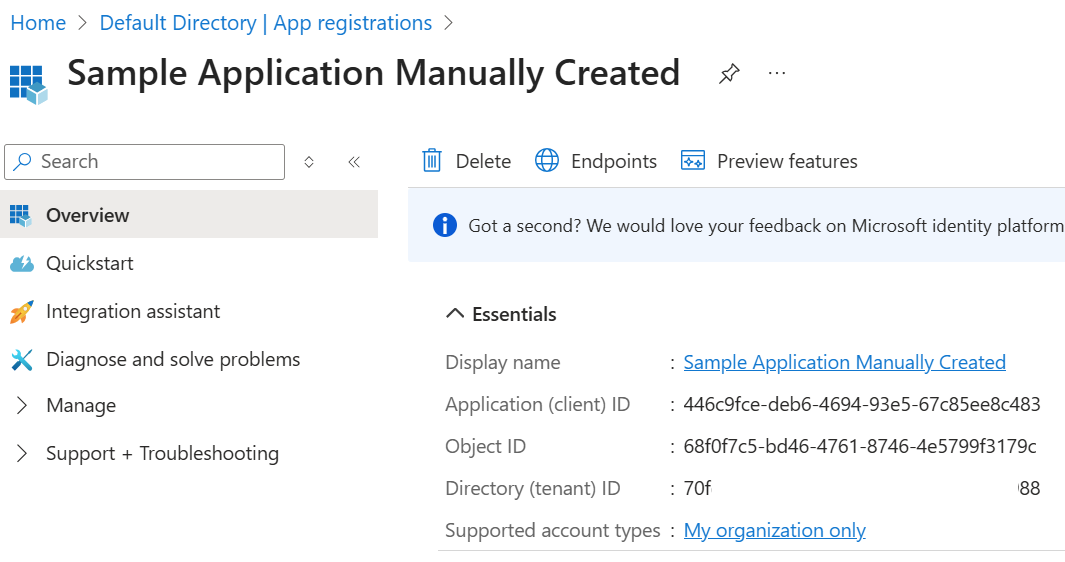 Home > Default Directory | App registrations >
Sample Application Manually Created
Search
Delete Endpoints Preview features
Overview
Got a second? We would love your feedback on Microsoft identity platform
Quickstart
Integration assistant
Essentials
Diagnose and solve problems
Display name : Sample Application Manually Created
Manage
Application (client) ID : 446c9fce-deb6-4694-93e5-67c85ee8c483
Support + Troubleshooting
Object ID : 68f0f7c5-bd46-4761-8746-4e5799f3179c
Directory (tenant) ID : 70f 88
Supported account types : My organization only